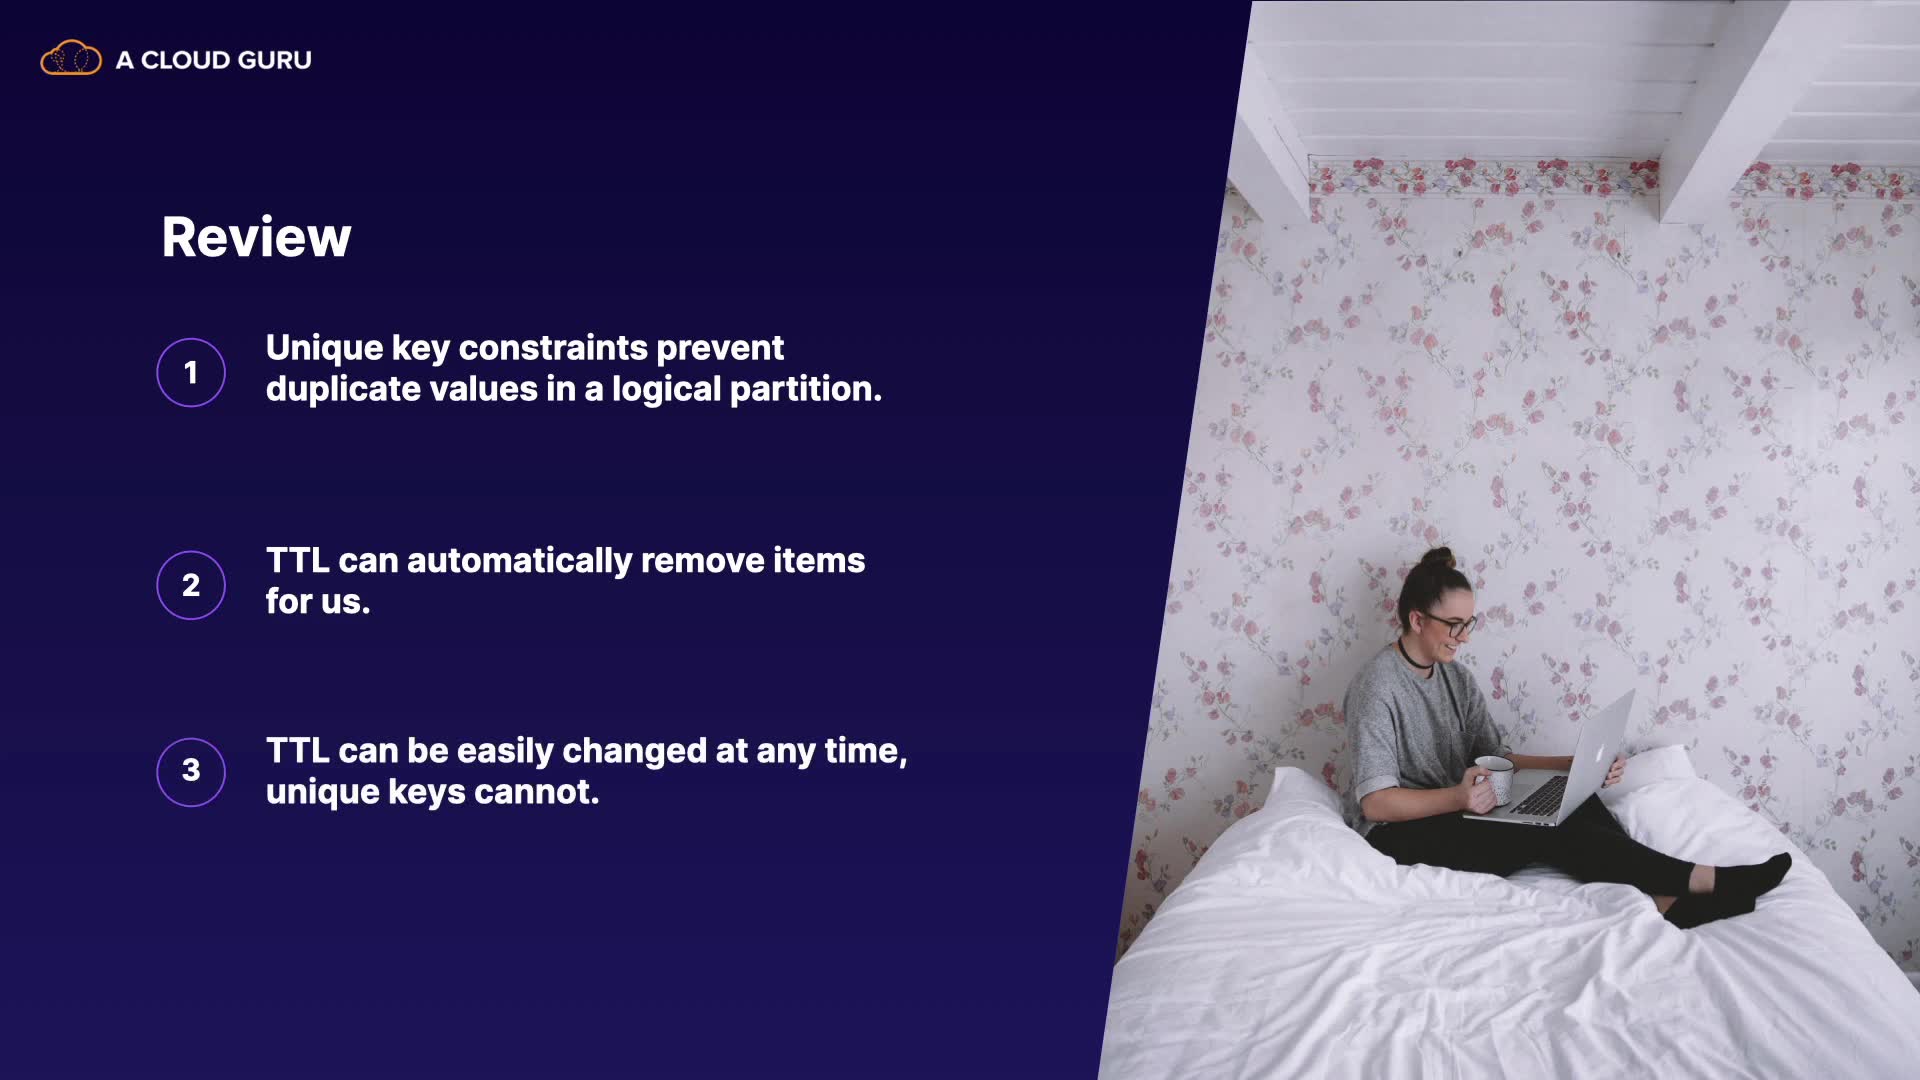 A CLOUD GURU
Review
1
Unique key constraints prevent
duplicate values in a logical partition.
2
TTL can automatically remove items
for us.
3
TTL can be easily changed at any time,
unique keys cannot.